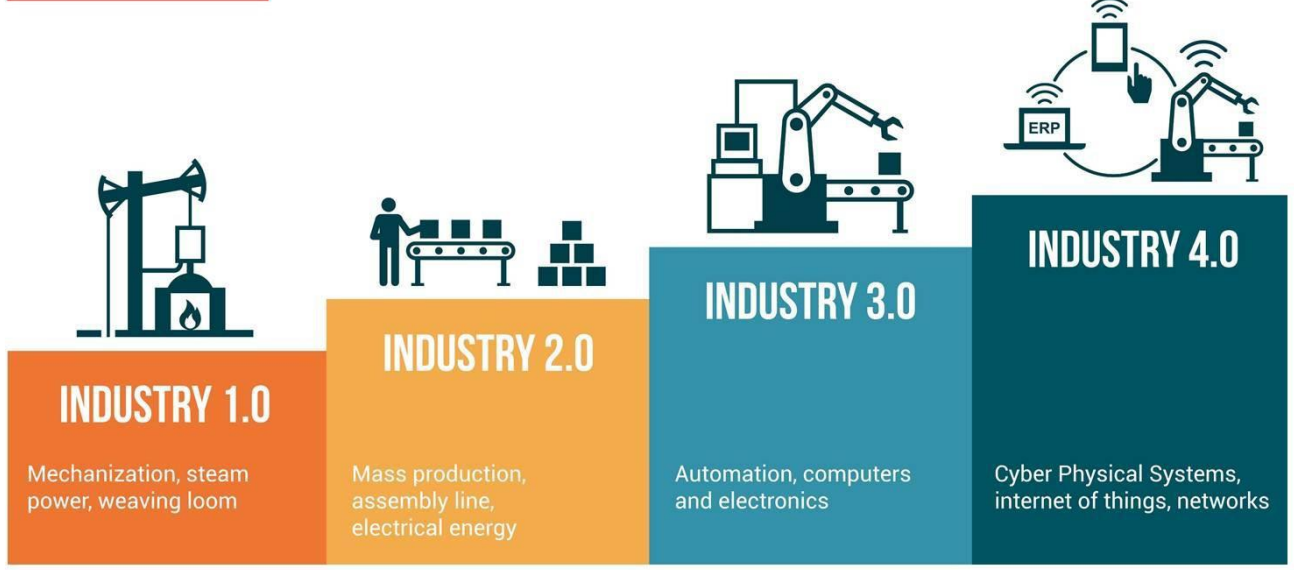 ERP
INDUSTRY 1.0
Mechanization, steam
power, weaving loom
INDUSTRY 2.0
Mass production,
assembly line,
electrical energy
INDUSTRY 3.0
Automation, computers
and electronics
INDUSTRY 4.0
Cyber Physical Systems,
internet of things, networks